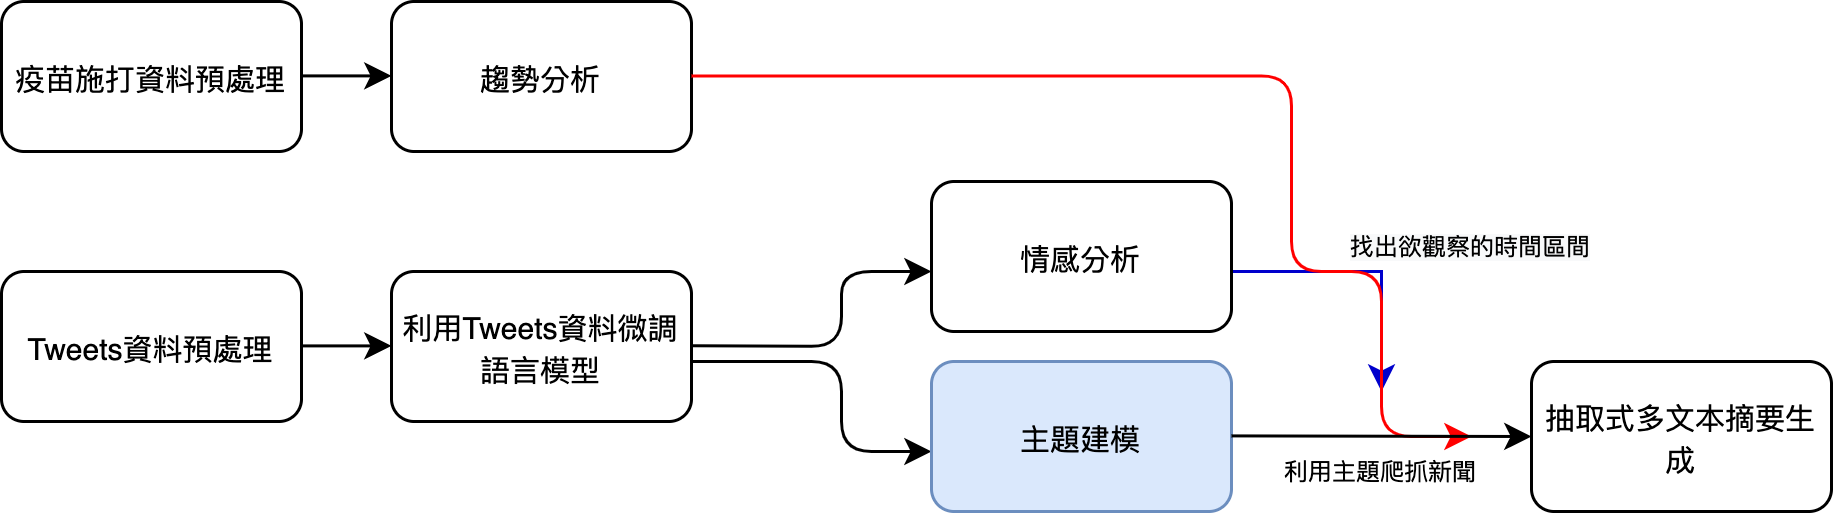 疫苗施打資料預處理
趨勢分析
情感分析
找出欲觀察的時間區間
Tweets資料預處理
利用Tweets資料微調
語言模型
主題建模
利用主題爬抓新聞
抽取式多文本摘要生
成